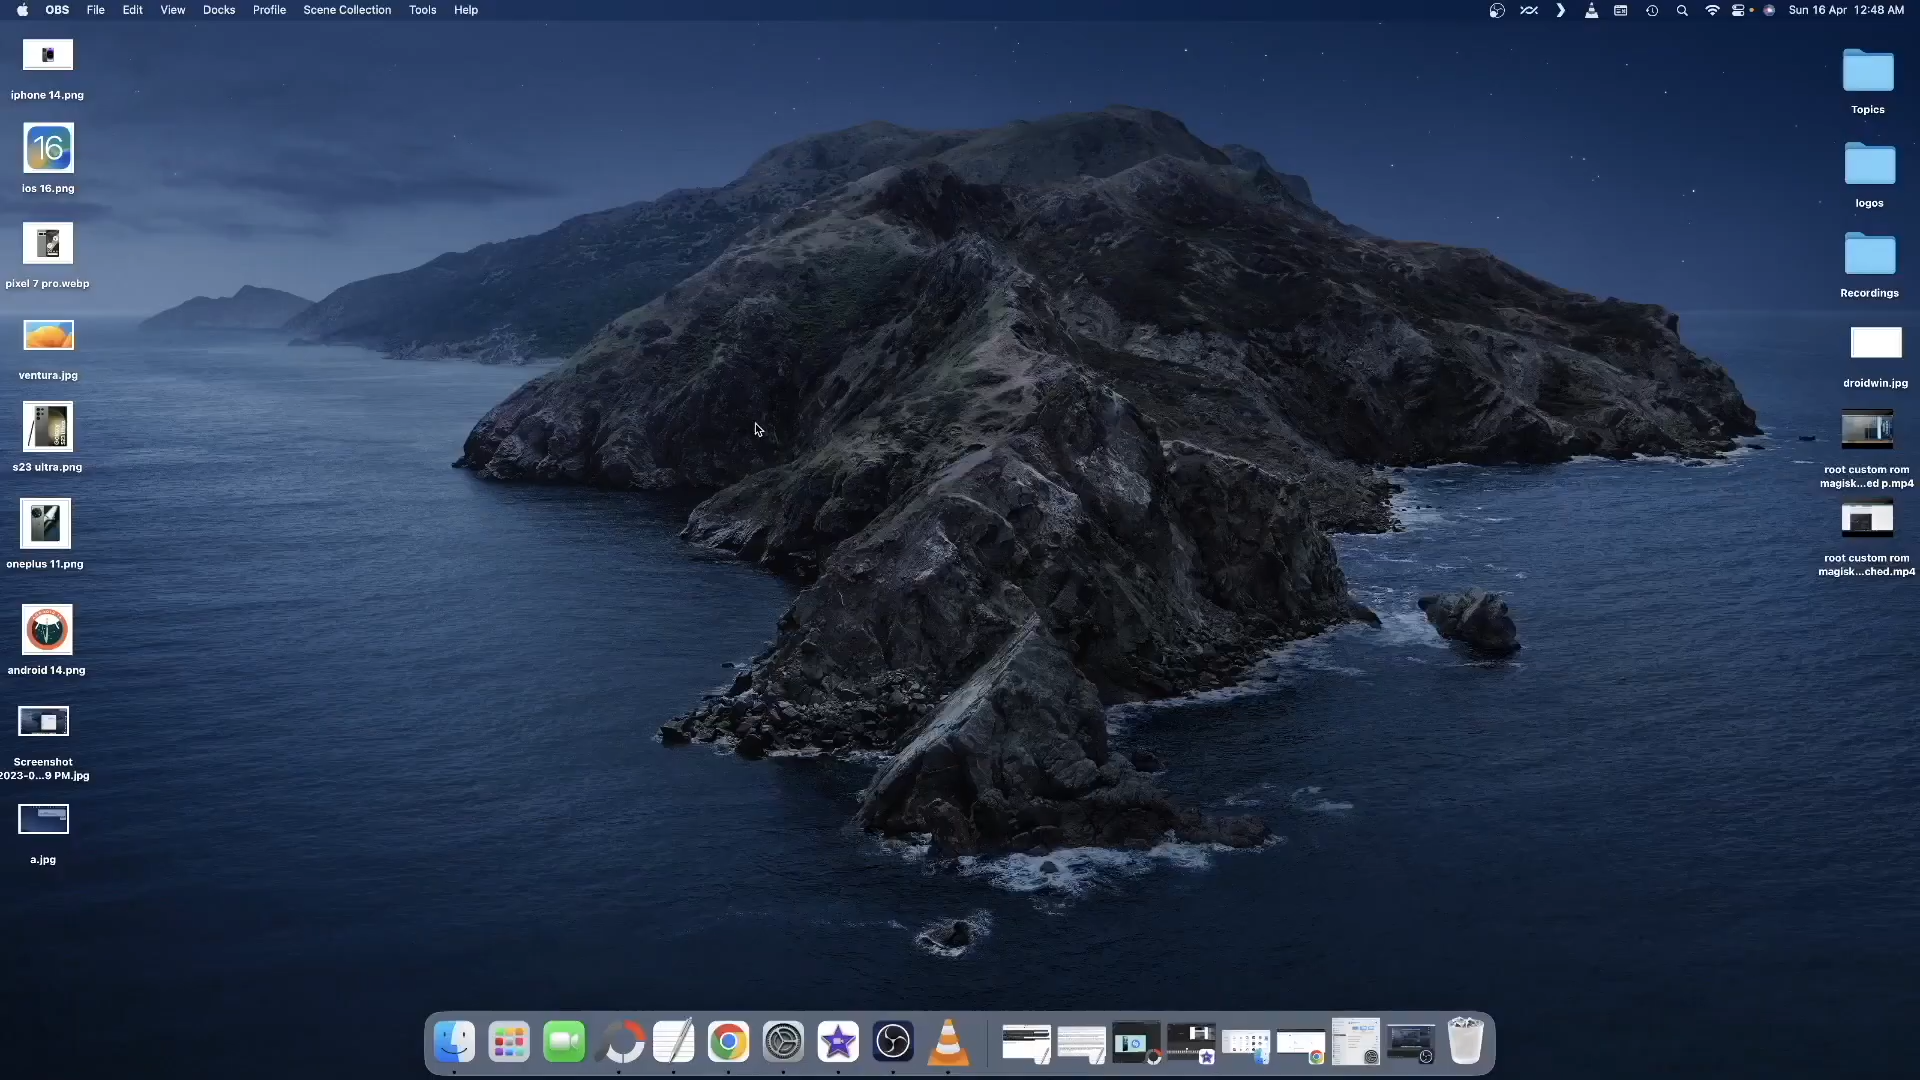 OBS File Edit View Docks Profile Scene Collection Tools Help Sun 16 Apr 12:48 AM
iphone 14.png
16
ios 16.png
pixel 7 pro.webp
ventura.jpg
s23 ultra.png
oneplus 11.png
android 14.png
Screenshot
2023-0...9 PM.jpg
a.jpg
Topics
logos
Recordings
droidwin.jpg
root custom rom
magisk...ed p.mp4
root custom rom
magisk...ched.mp4